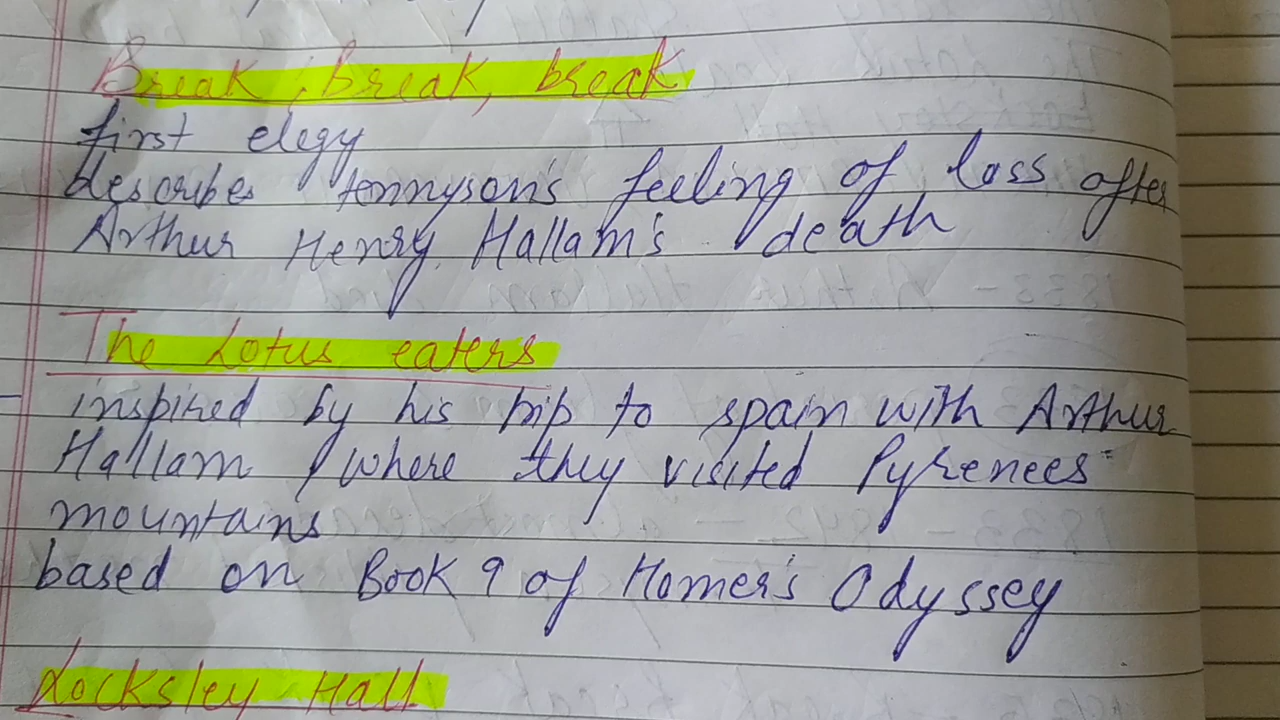 Break, break, break
first elegy
describes tennyson's feeling of loss after
Arthur Henry Hallam's death
The Lotus eaters
inspired by his trip to spain with Arthur
Hallam, where they visited Pyrenees
mountains
based on Book 9 of Homer's Odyssey
Locksley Hall